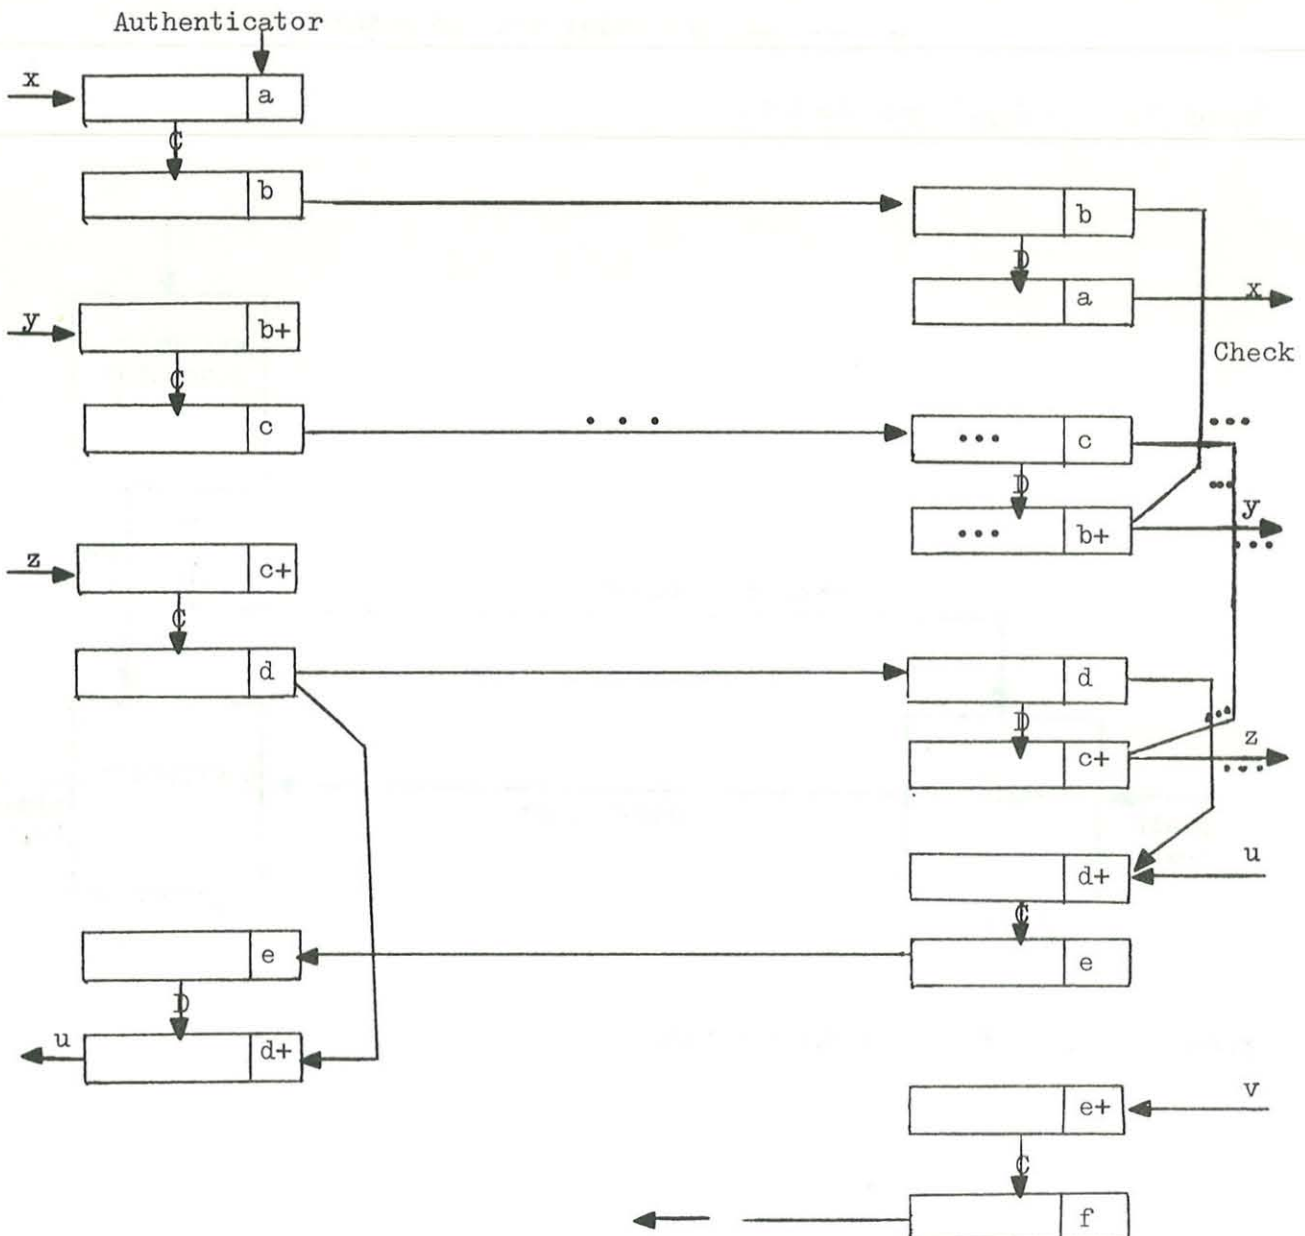 Authenticator
x
a
C
b
b
D
a
x
y
b+
Check
C
c
. . .
... c
...
D
...
... b+
y
...
z
c+
C
d
d
D
...
c+
z
...
d+
u
C
e
e
D
u
d+
e+
v
C
f